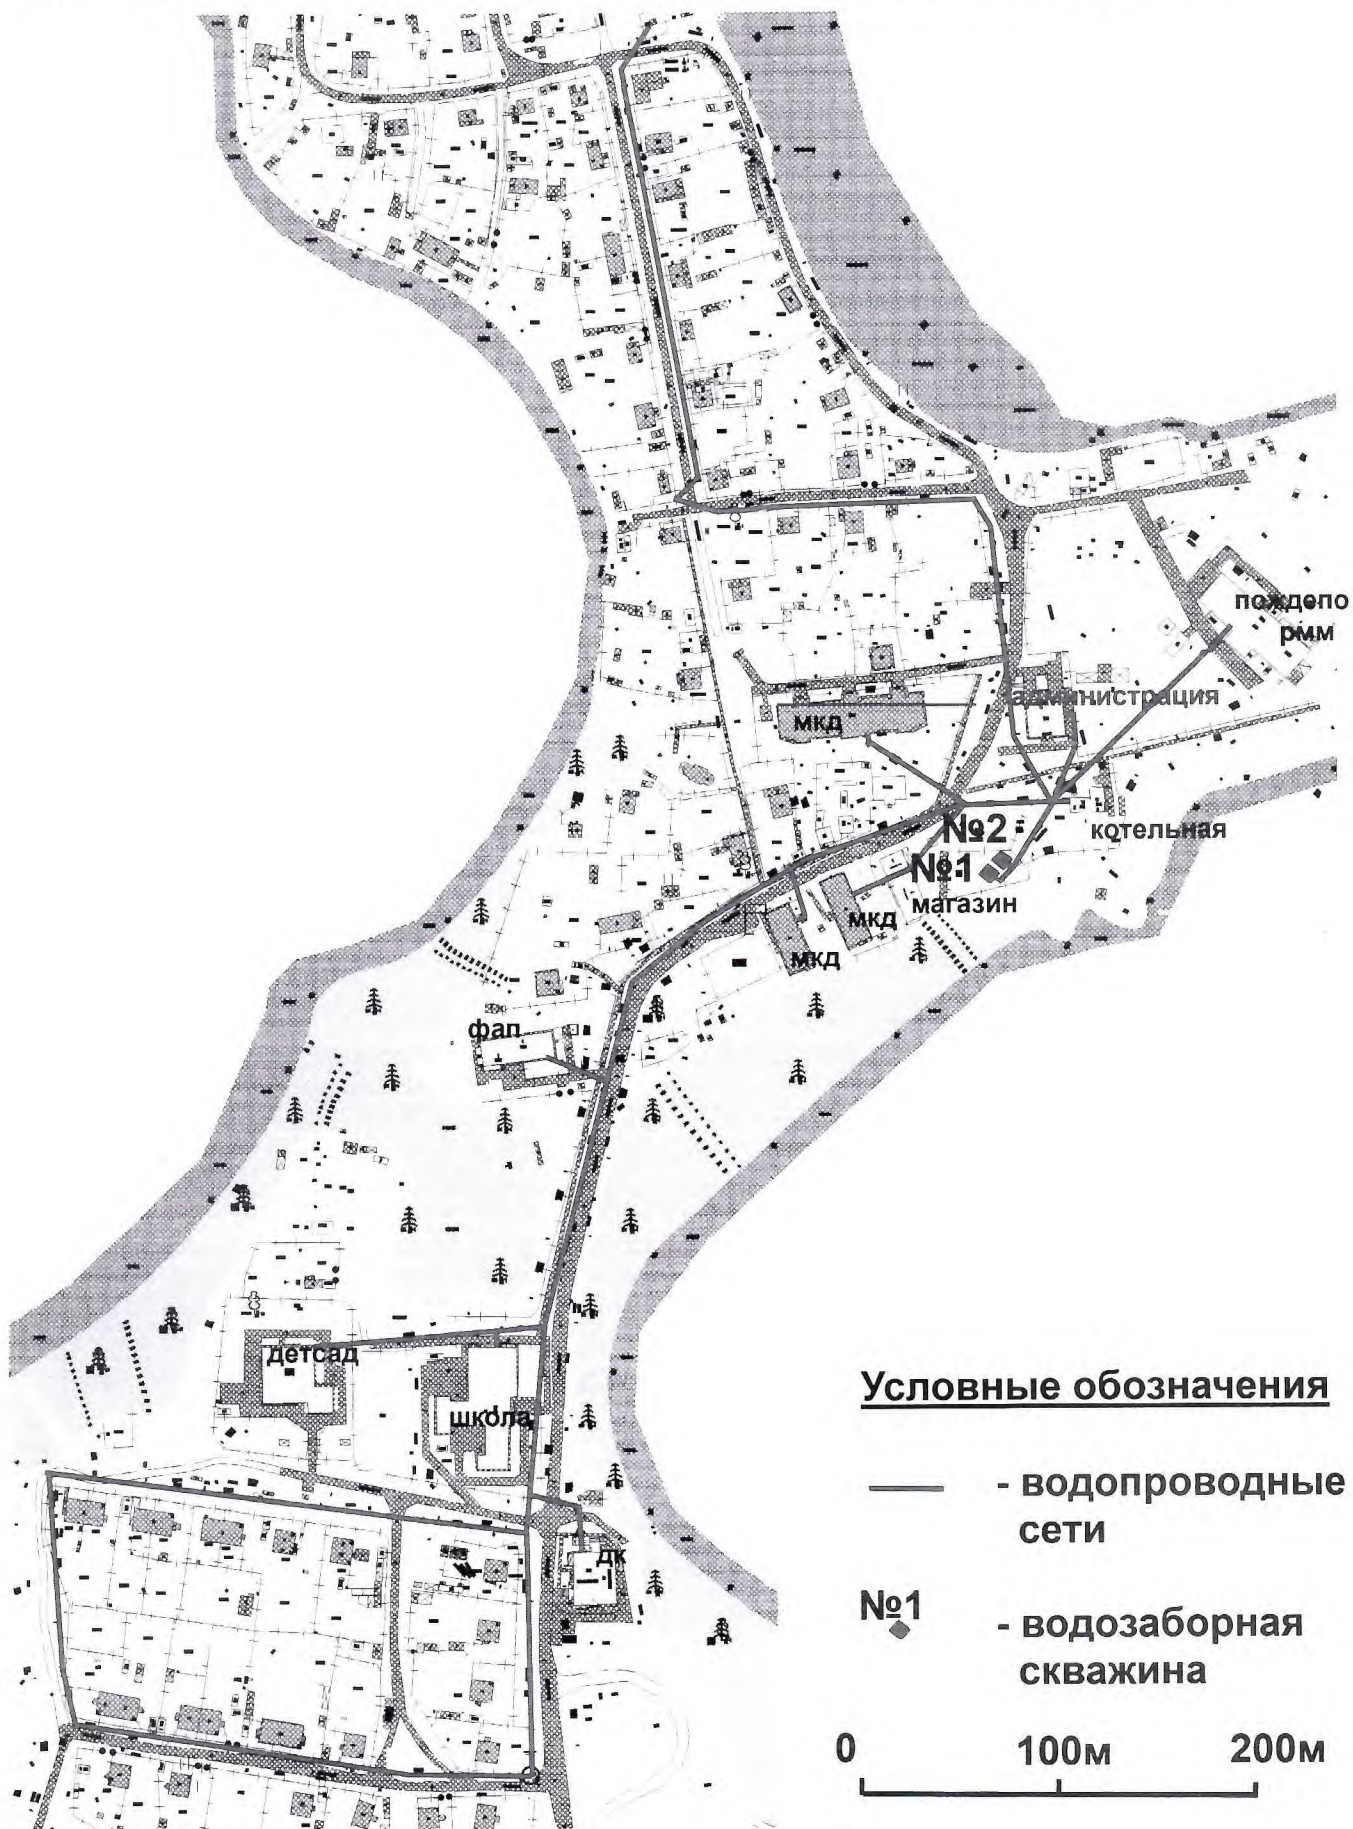 пождепо
рмм
администрация
мкд
№2
котельная
№1
магазин
мкд
мкд
фап
детсад
школа
дк
Условные обозначения
- водопроводные
сети
№1
- водозаборная
скважина
0 100м 200м